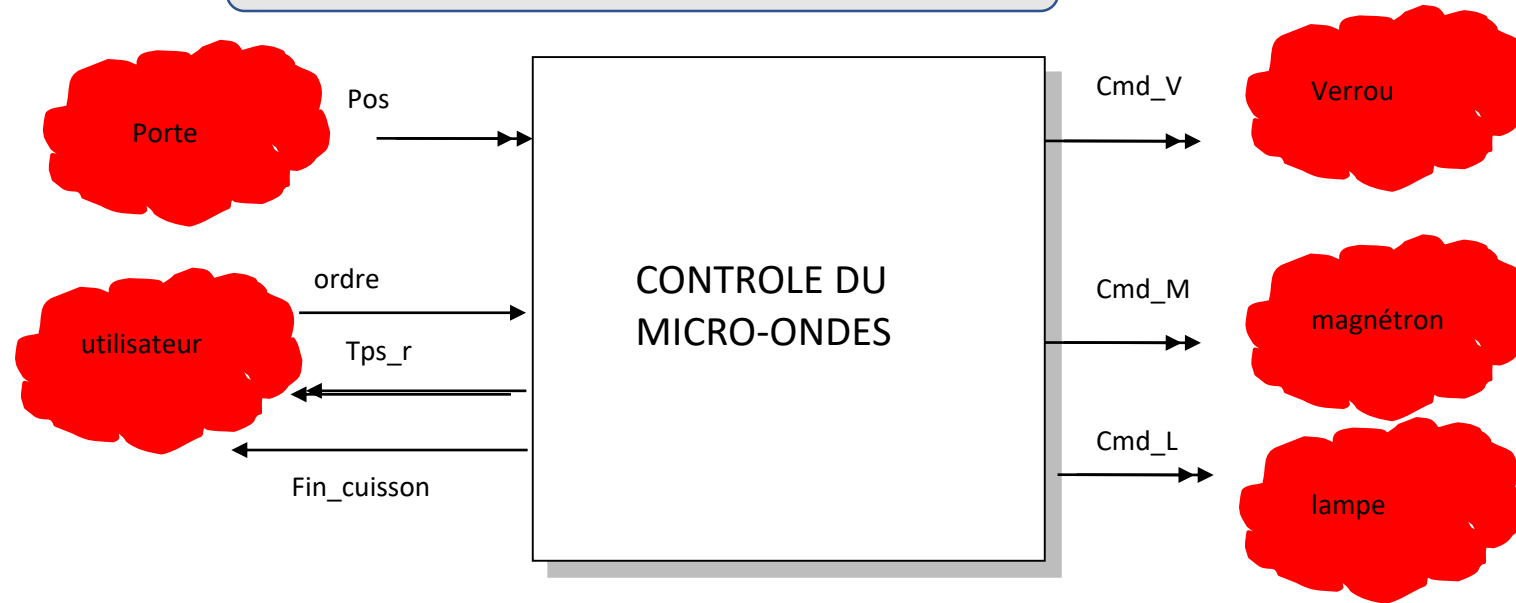 Porte
Pos
Cmd_V
Verrou
utilisateur
ordre
Tps_r
Fin_cuisson
CONTROLE DU
MICRO-ONDES
Cmd_M
magnétron
Cmd_L
lampe